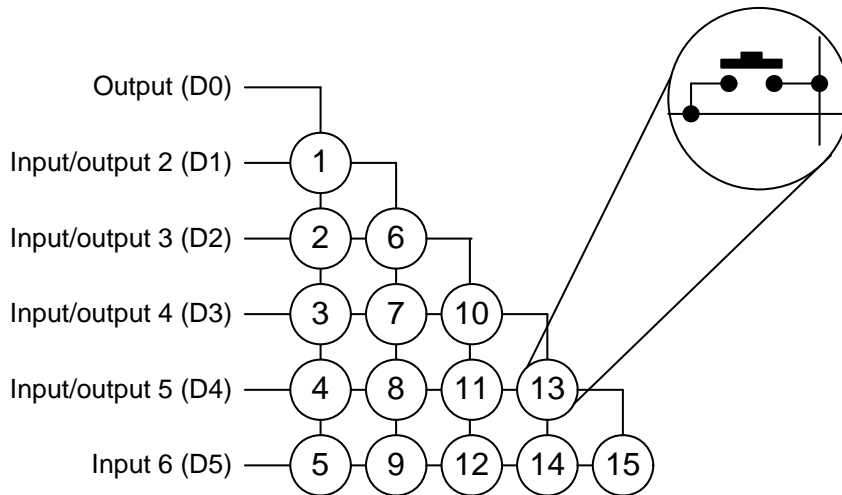 Output (D0)
Input/output 2 (D1)
1
Input/output 3 (D2)
2 6
Input/output 4 (D3)
3 7 10
Input/output 5 (D4)
4 8 11 13
Input 6 (D5)
5 9 12 14 15